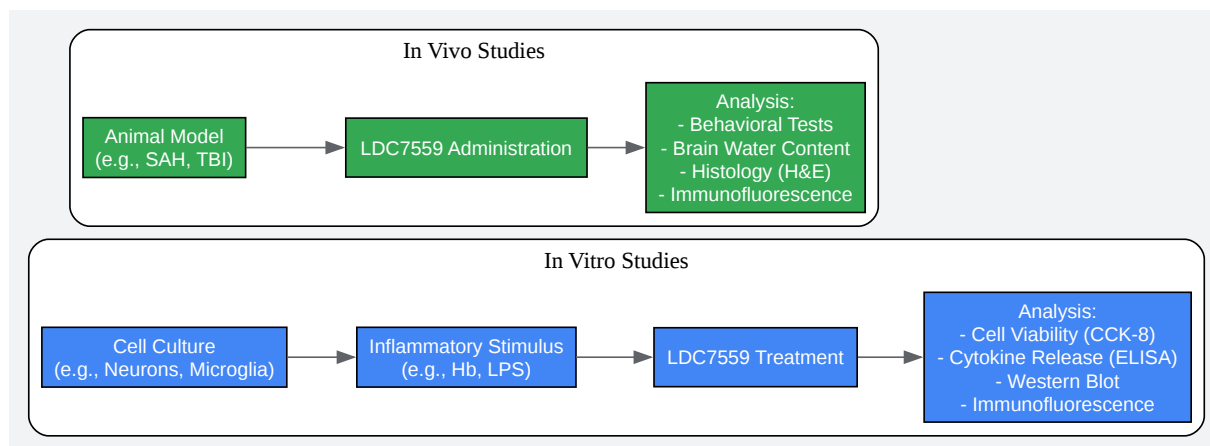 In Vivo Studies
Animal Model
(e.g., SAH, TBI)
LDC7559 Administration
Analysis:
- Behavioral Tests
- Brain Water Content
- Histology (H&E)
- Immunofluorescence
In Vitro Studies
Cell Culture
(e.g., Neurons, Microglia)
Inflammatory Stimulus
(e.g., Hb, LPS)
LDC7559 Treatment
Analysis:
- Cell Viability (CCK-8)
- Cytokine Release (ELISA)
- Western Blot
- Immunofluorescence